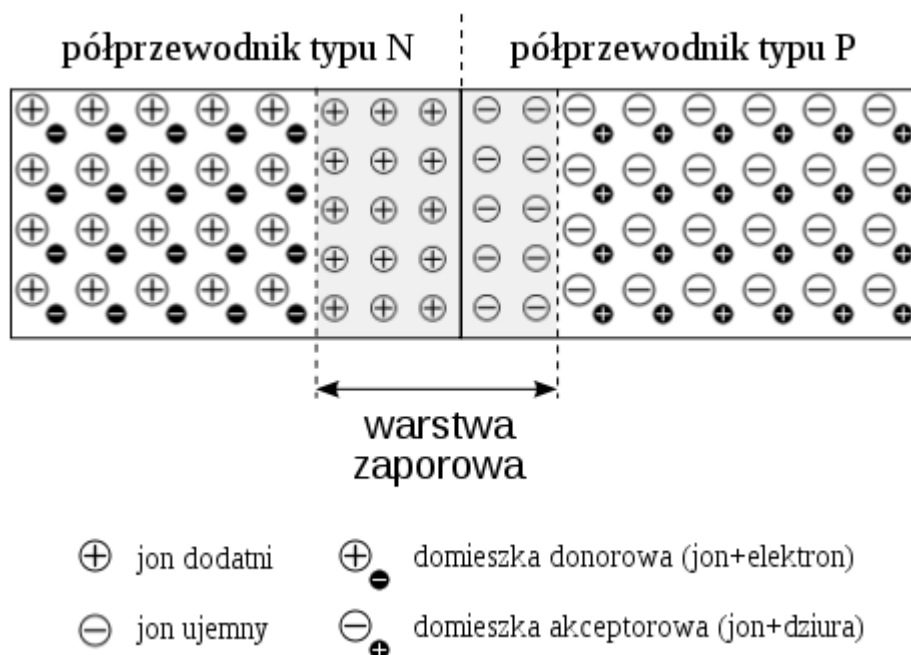 półprzewodnik typu N
półprzewodnik typu P
warstwa
zaporowa
jon dodatni
domieszka donorowa (jon+elektron)
jon ujemny
domieszka akceptorowa (jon+dziura)